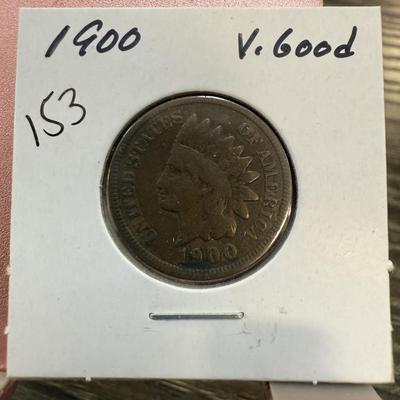 1900 V. Good
153
UNITED STATES OF AMERICA
1900